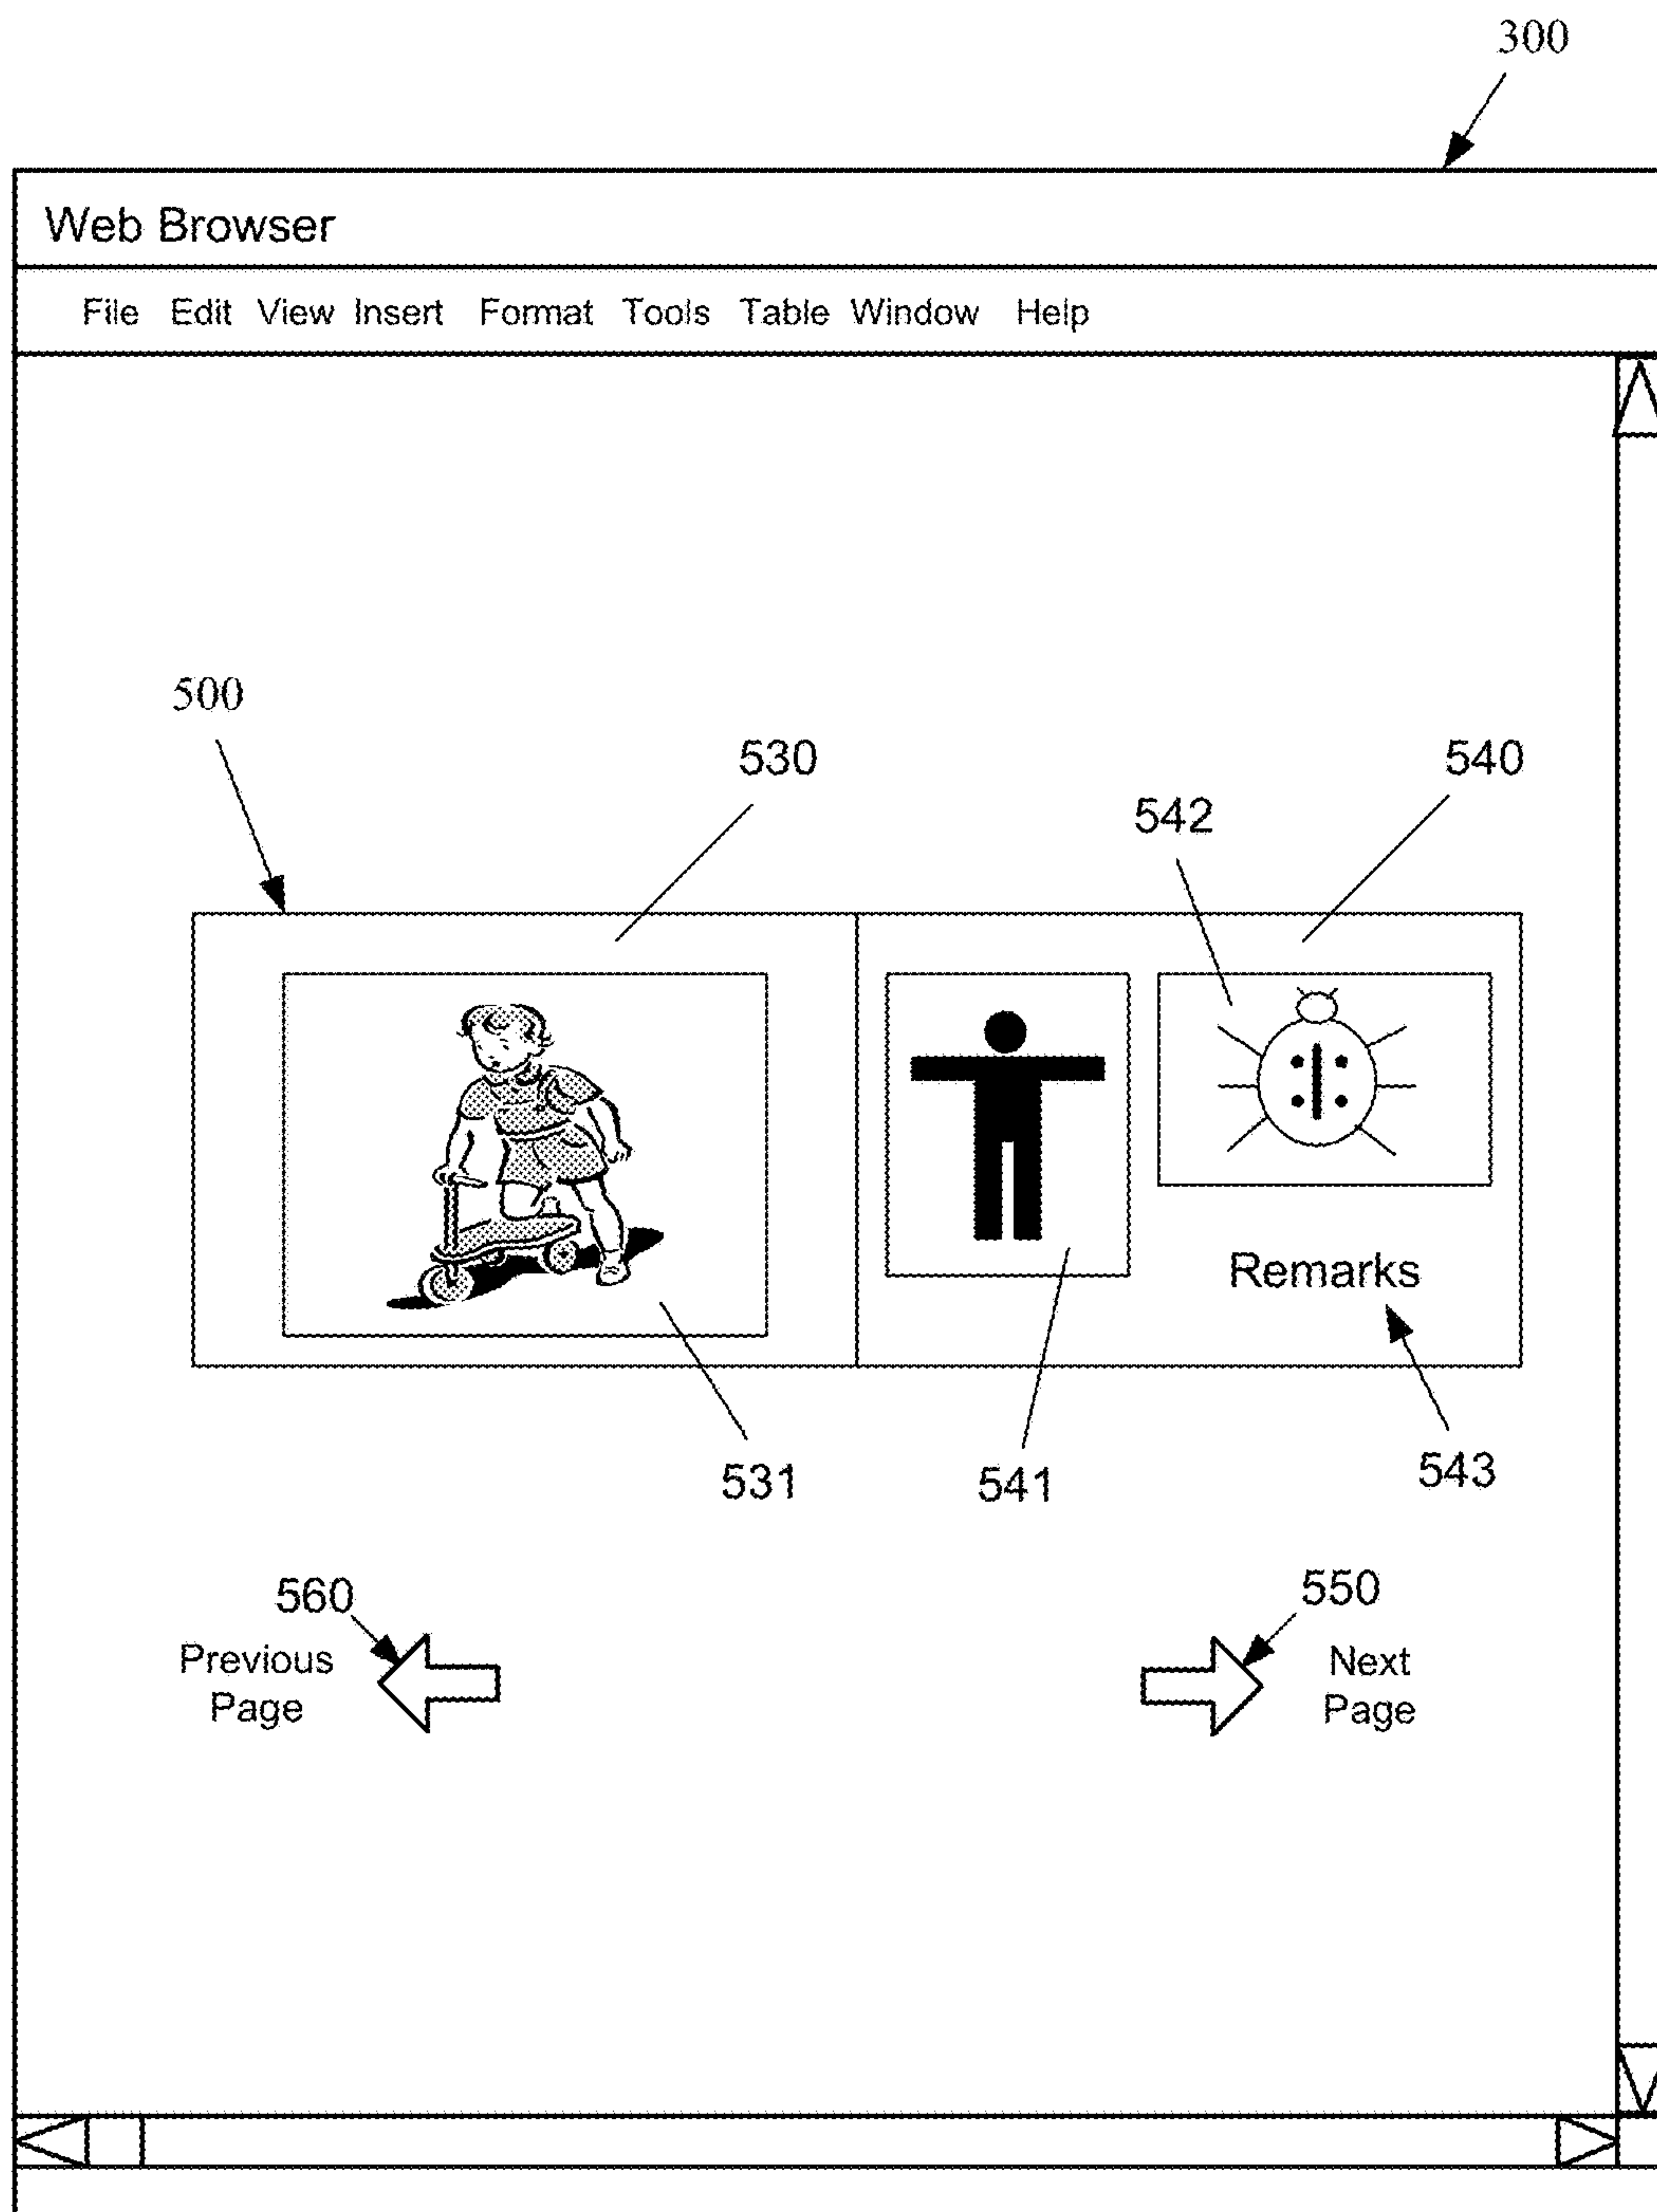 300
Web Browser
File Edit View Insert Format Tools Table Window Help
500
530
540
542
Remarks
531
541
543
560
550
Previous
Page
Next
Page